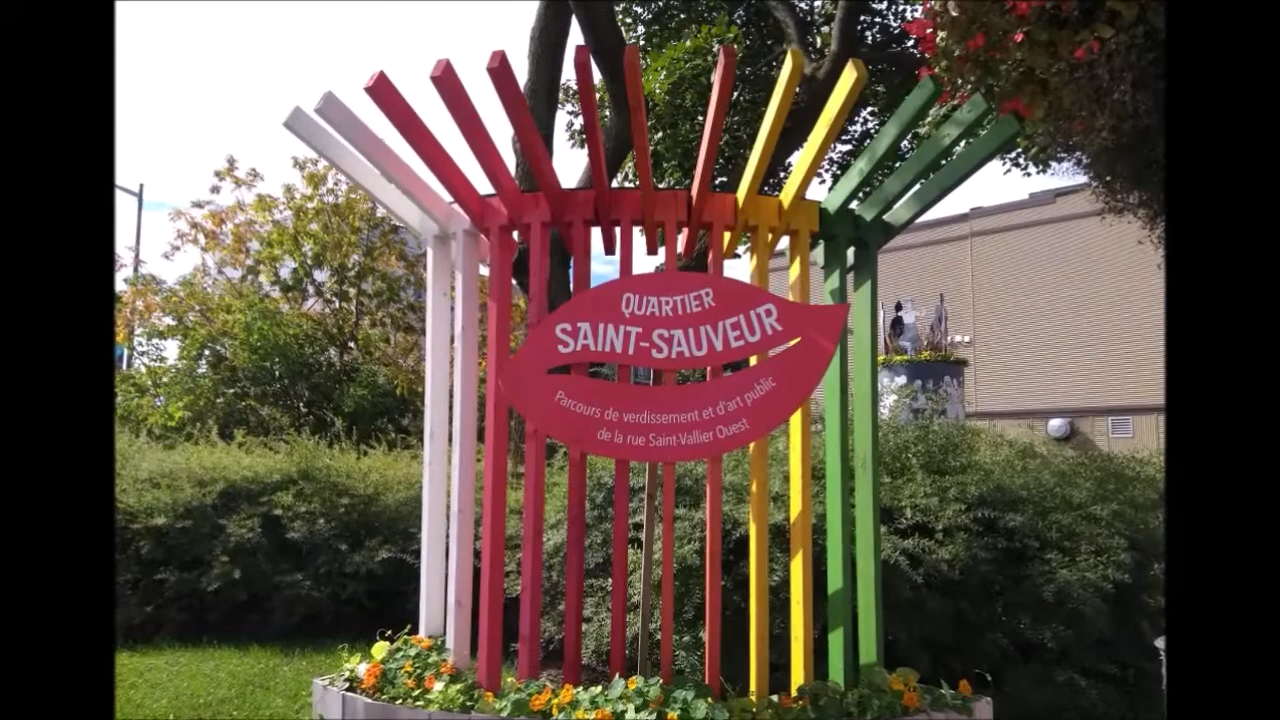 QUARTIER
SAINT-SAUVEUR
Parcours de verdissement et d'art public
de la rue Saint-Vallier Ouest